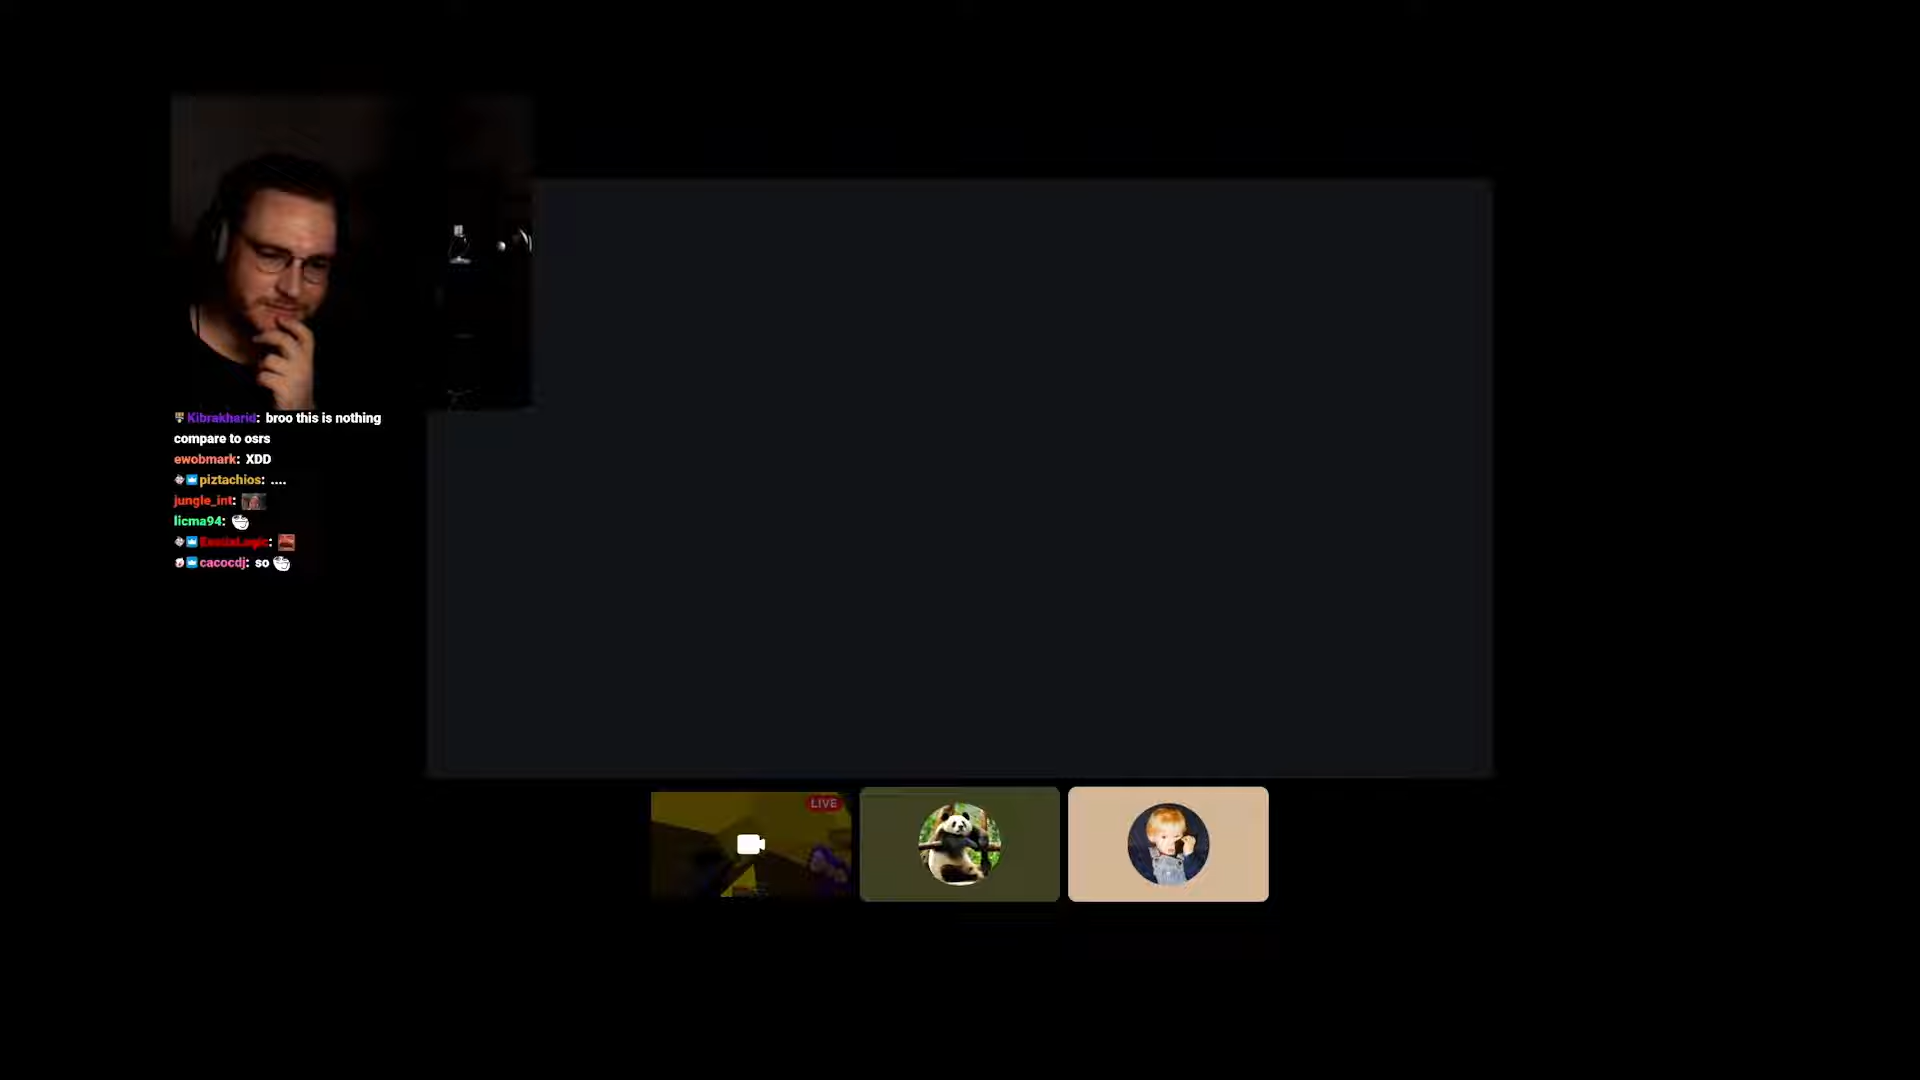 Kibrakharid: broo this is nothing
compare to osrs
ewobmark: XDD
piztachios: ....
jungle_int:
licma94:
cacocdj: so
LIVE